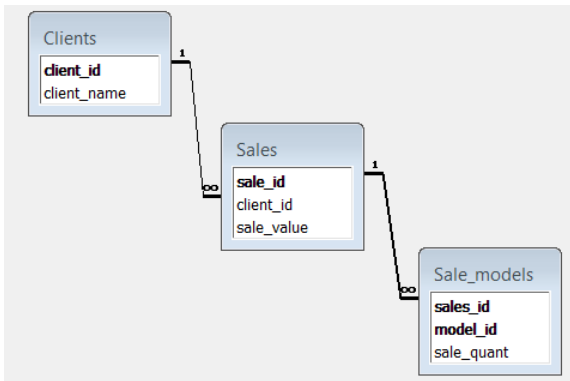 Clients
1
client_id
client_name
Sales
1
sale_id
∞
client_id
sale_value
Sale_models
∞
sales_id
model_id
sale_quant